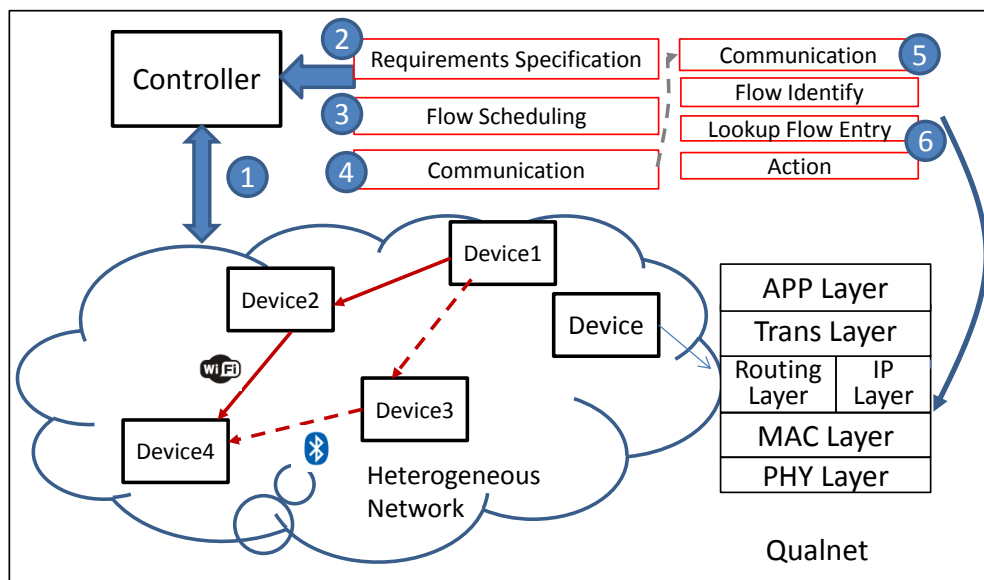 Controller
2
Requirements Specification
3
Flow Scheduling
4
Communication
Communication
5
Flow Identify
Lookup Flow Entry
6
Action
1
Device1
Device2
Device
WiFi
Device3
Device4
Heterogeneous
Network
APP Layer
Trans Layer
Routing
Layer
IP
Layer
MAC Layer
PHY Layer
Qualnet